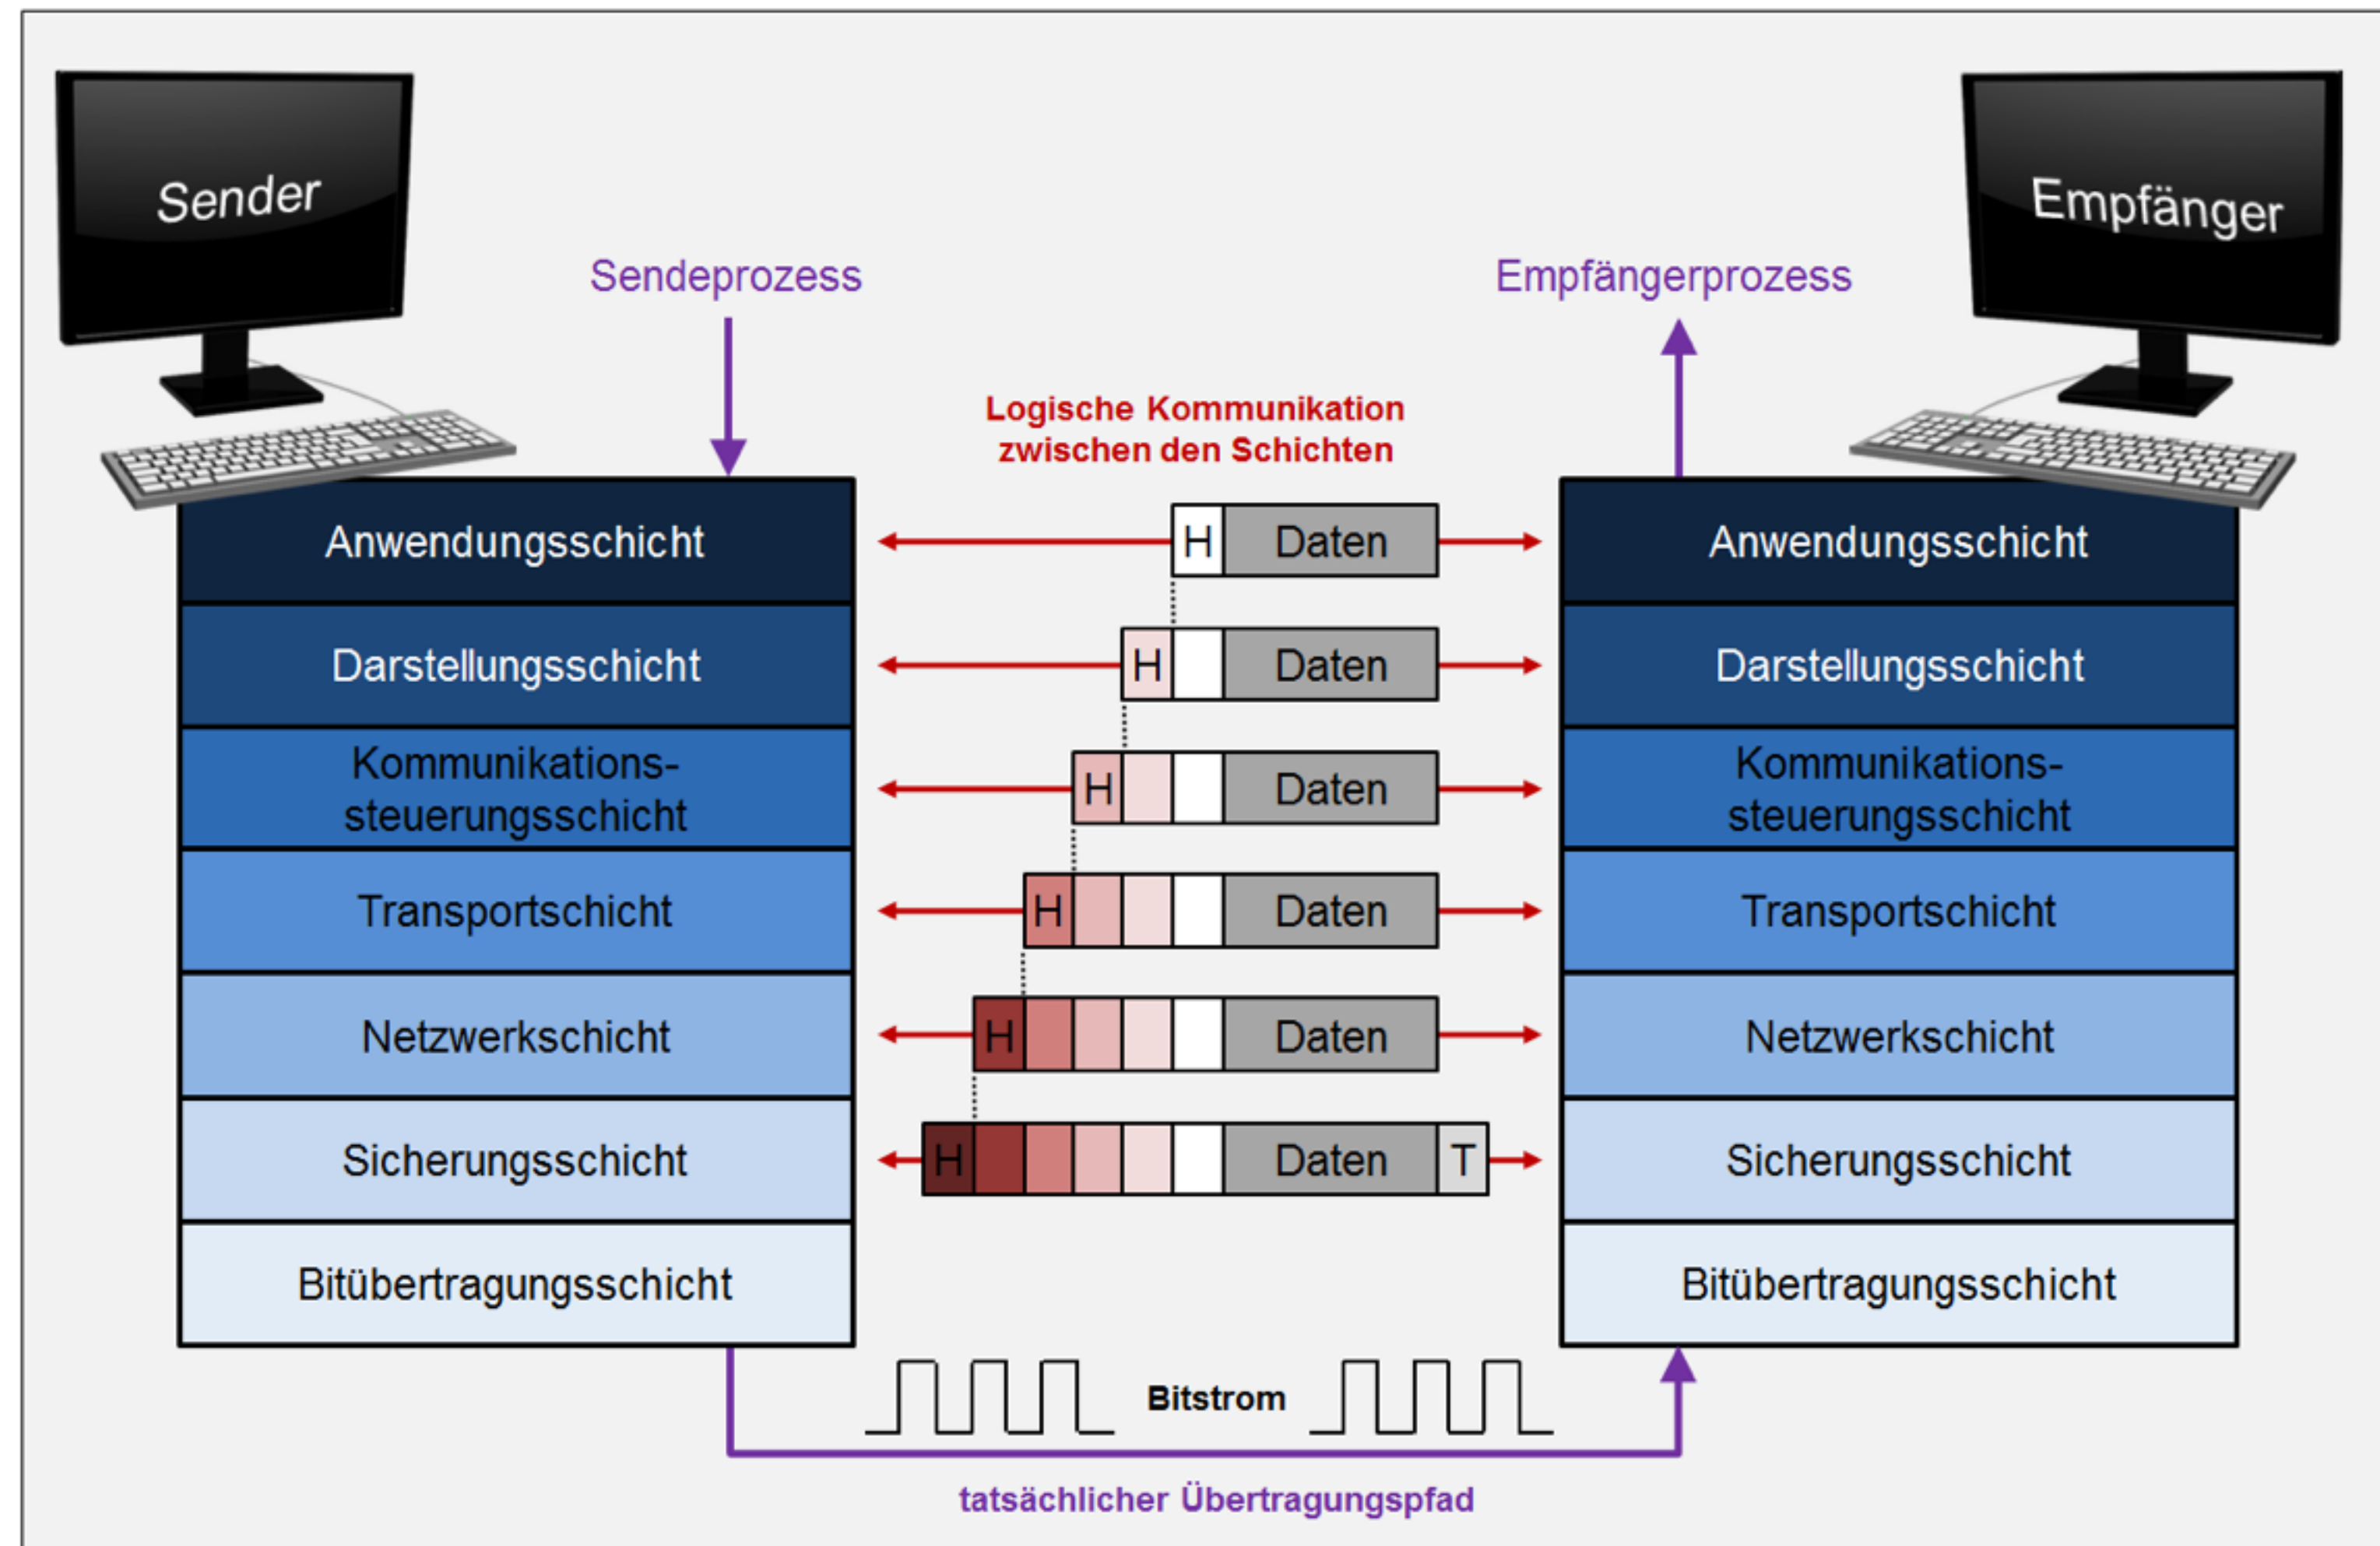 Sender
Empfänger
Sendeprozess
Empfängerprozess
Logische Kommunikation
zwischen den Schichten
Anwendungsschicht
H Daten
Anwendungsschicht
Darstellungsschicht
H Daten
Darstellungsschicht
Kommunikations-
steuerungsschicht
H Daten
Kommunikations-
steuerungsschicht
Transportschicht
H Daten
Transportschicht
Netzwerkschicht
H Daten
Netzwerkschicht
Sicherungsschicht
H Daten T
Sicherungsschicht
Bitübertragungsschicht
Bitübertragungsschicht
Bitstrom
tatsächlicher Übertragungspfad